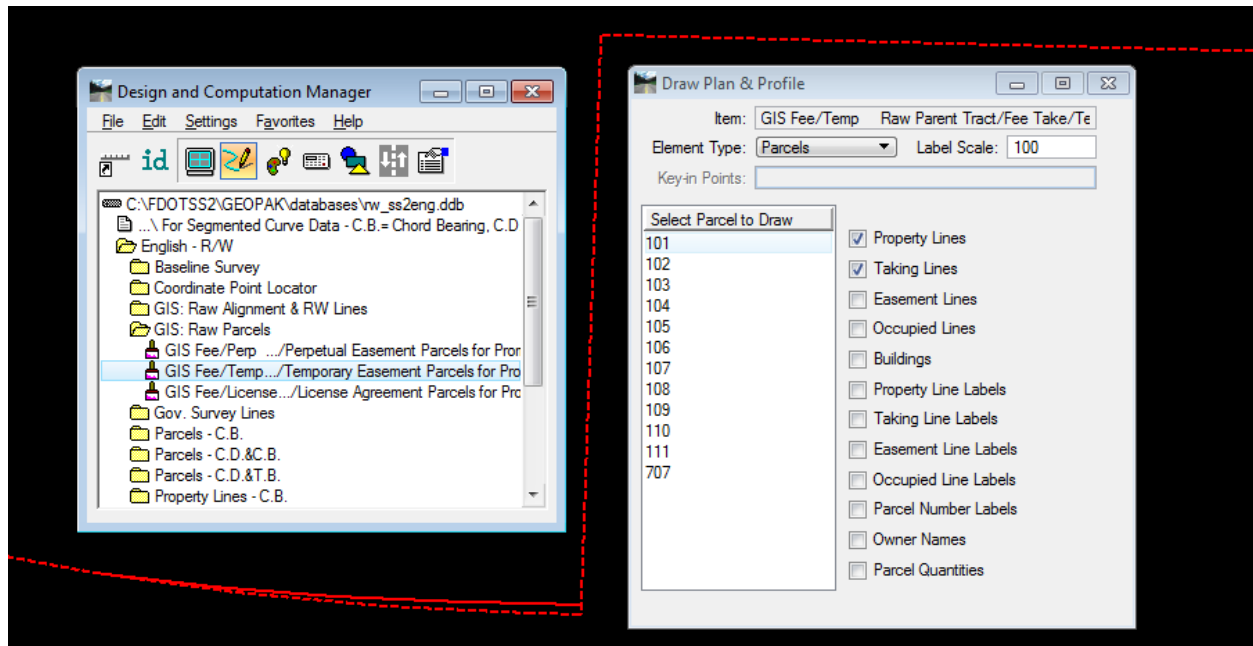 Design and Computation Manager
File Edit Settings Favorites Help
id
C:\FDOTSS2\GEOPAK\databases\rw_ss2eng.ddb
...\ For Segmented Curve Data - C.B.= Chord Bearing, C.D
English - R/W
Baseline Survey
Coordinate Point Locator
GIS: Raw Alignment & RW Lines
GIS: Raw Parcels
GIS Fee/Perp .../Perpetual Easement Parcels for Pror
GIS Fee/Temp.../Temporary Easement Parcels for Pro
GIS Fee/License.../License Agreement Parcels for Prc
Gov. Survey Lines
Parcels - C.B.
Parcels - C.D.&C.B.
Parcels - C.D.&T.B.
Property Lines - C.B.
Draw Plan & Profile
Item: GIS Fee/Temp Raw Parent Tract/Fee Take/Te
Element Type: Parcels Label Scale: 100
Key-in Points:
Select Parcel to Draw
101
102
103
104
105
106
107
108
109
110
111
707
Property Lines
Taking Lines
Easement Lines
Occupied Lines
Buildings
Property Line Labels
Taking Line Labels
Easement Line Labels
Occupied Line Labels
Parcel Number Labels
Owner Names
Parcel Quantities